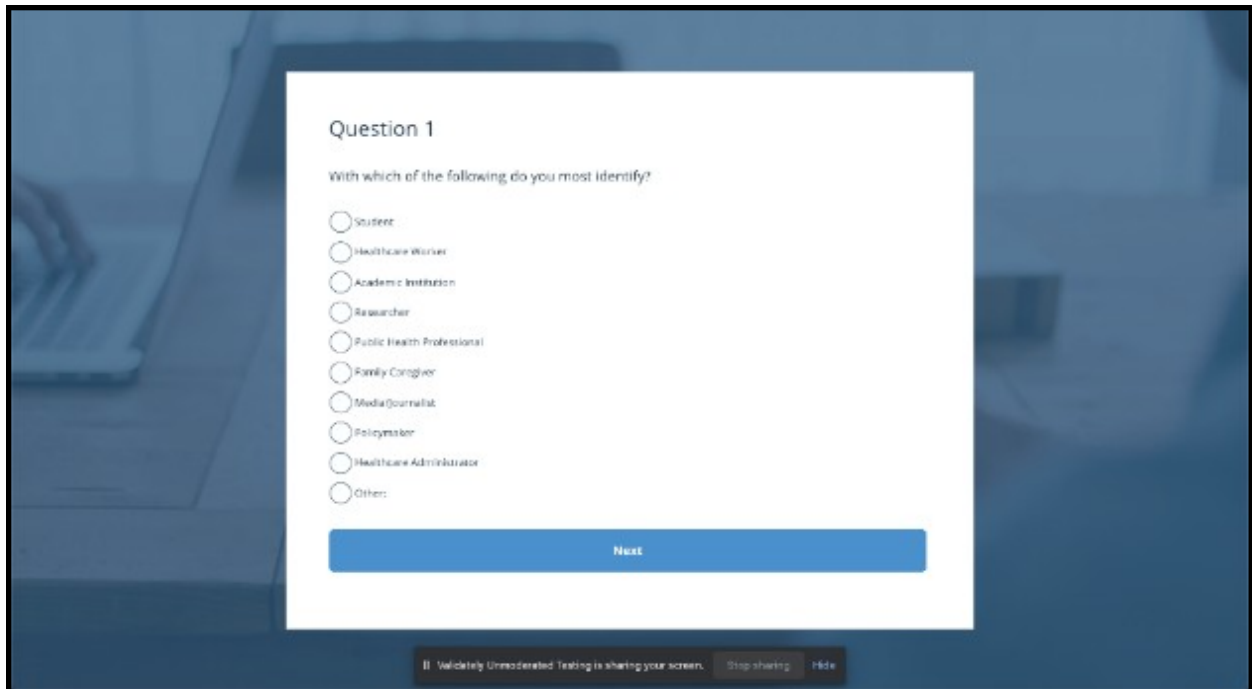 Question 1
With which of the following do you most identify?
Student
Healthcare Worker
Academic Institution
Researcher
Public Health Professional
Family Caregiver
Media/Journalist
Policymaker
Healthcare Administrator
Other:
Next
Validately Unmoderated Testing is sharing your screen. Stop sharing Hide